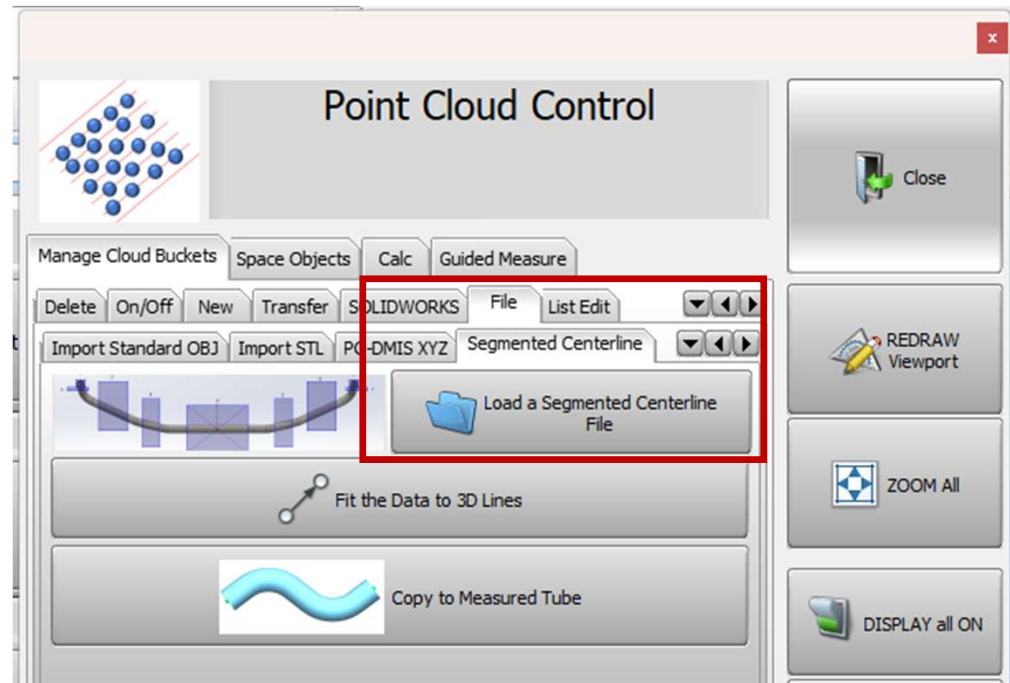 x
Point Cloud Control
Close
Manage Cloud Buckets Space Objects Calc Guided Measure
Delete On/Off New Transfer SOLIDWORKS File List Edit
Import Standard OBJ Import STL PC-DMIS XYZ Segmented Centerline
REDRAW
Viewport
Load a Segmented Centerline
File
Fit the Data to 3D Lines
ZOOM All
Copy to Measured Tube
DISPLAY all ON